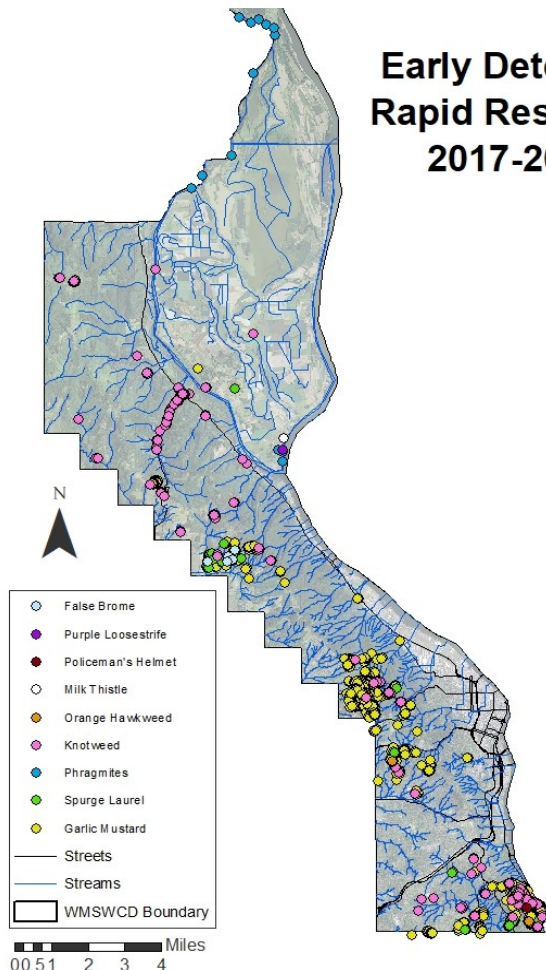 Early Dete
Rapid Res
2017-20
N
False Brome
Purple Loosestrife
Policeman's Helmet
Milk Thistle
Orange Hawkweed
Knotweed
Phragmites
Spurge Laurel
Garlic Mustard
Streets
Streams
WMSWCD Boundary
Miles
0 0.5 1 2 3 4